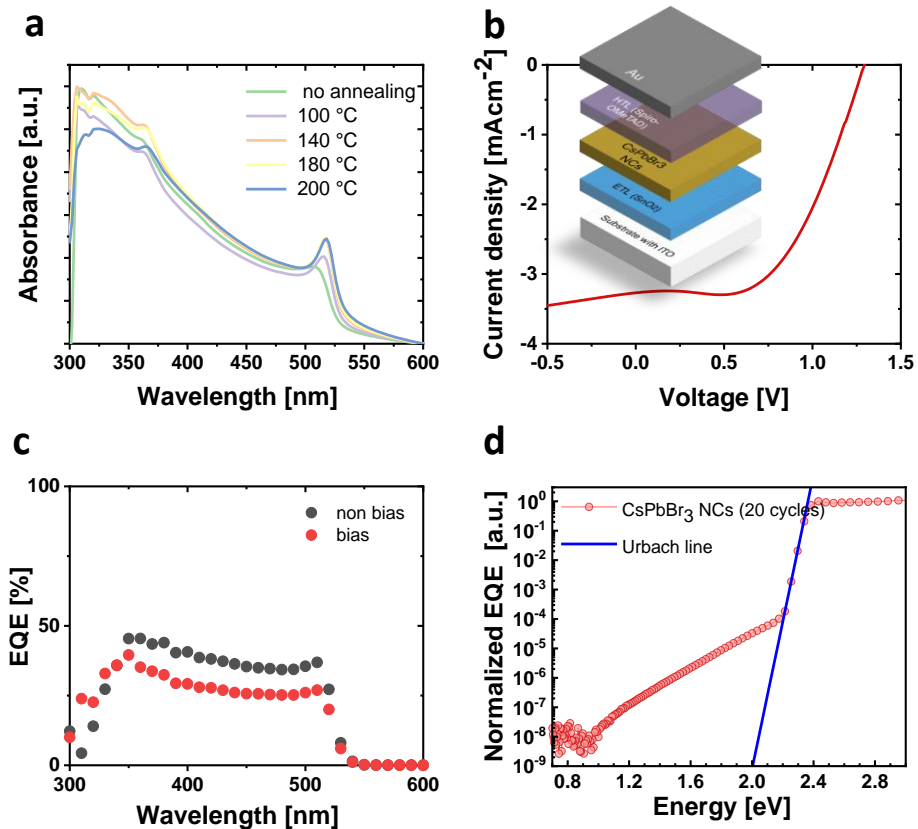 a
Absorbance [a.u.]
no annealing
100 °C
140 °C
180 °C
200 °C
300 350 400 450 500 550 600
Wavelength [nm]
b
Current density [mAcm-2]
0
-1
-2
-3
-4
Au
HTL (Spiro-
OMeTAD)
CsPbBr3
NCs
ETL (SnO2)
Substrate with ITO
-0.5 0.0 0.5 1.0 1.5
Voltage [V]
c
EQE [%]
100
50
0
non bias
bias
300 350 400 450 500 550 600
Wavelength [nm]
d
Normalized EQE [a.u.]
10^0
10^-1
10^-2
10^-3
10^-4
10^-5
10^-6
10^-7
10^-8
10^-9
CsPbBr3 NCs (20 cycles)
Urbach line
0.8 1.2 1.6 2.0 2.4 2.8
Energy [eV]